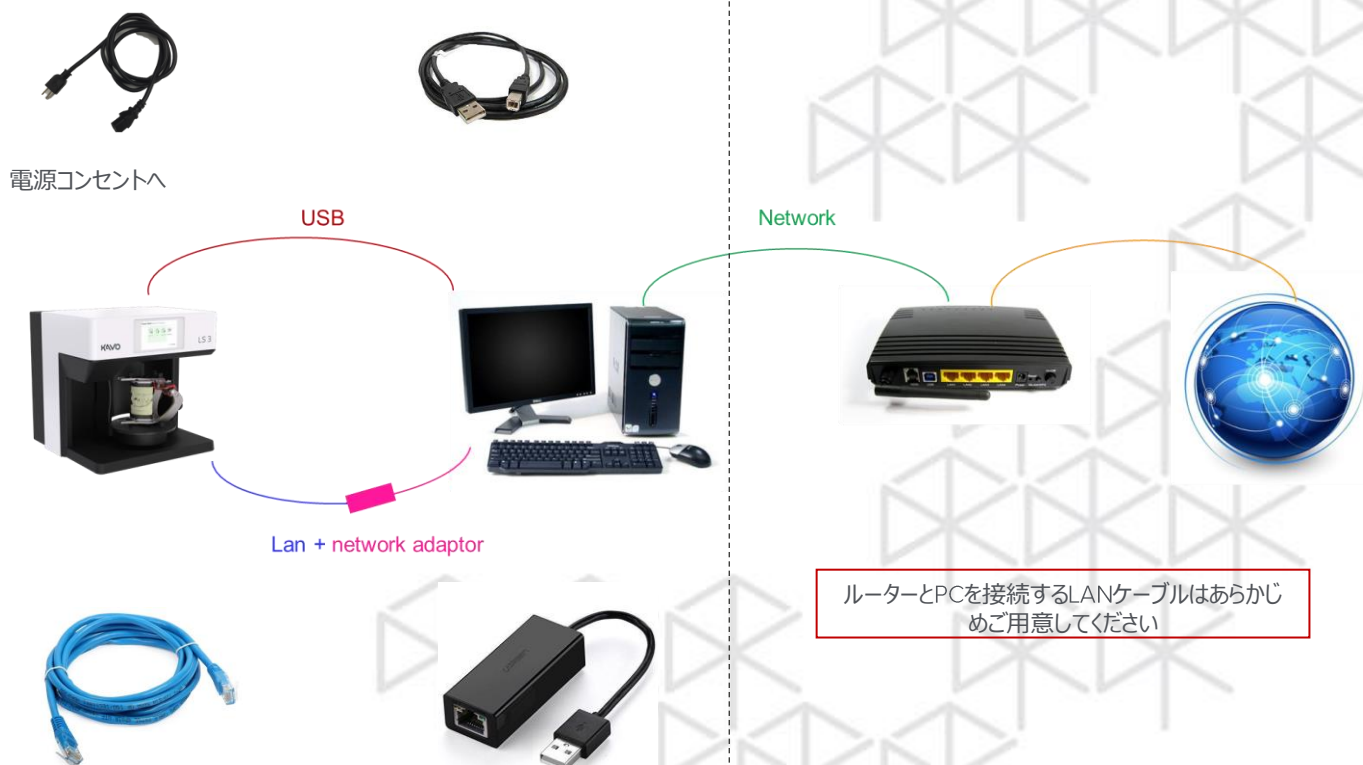 電源コンセントへ
USB
Network
KAVO
LS 3
Lan + network adaptor
ルーターとPCを接続するLANケーブルはあらかじ
めご用意してください
UGREEN